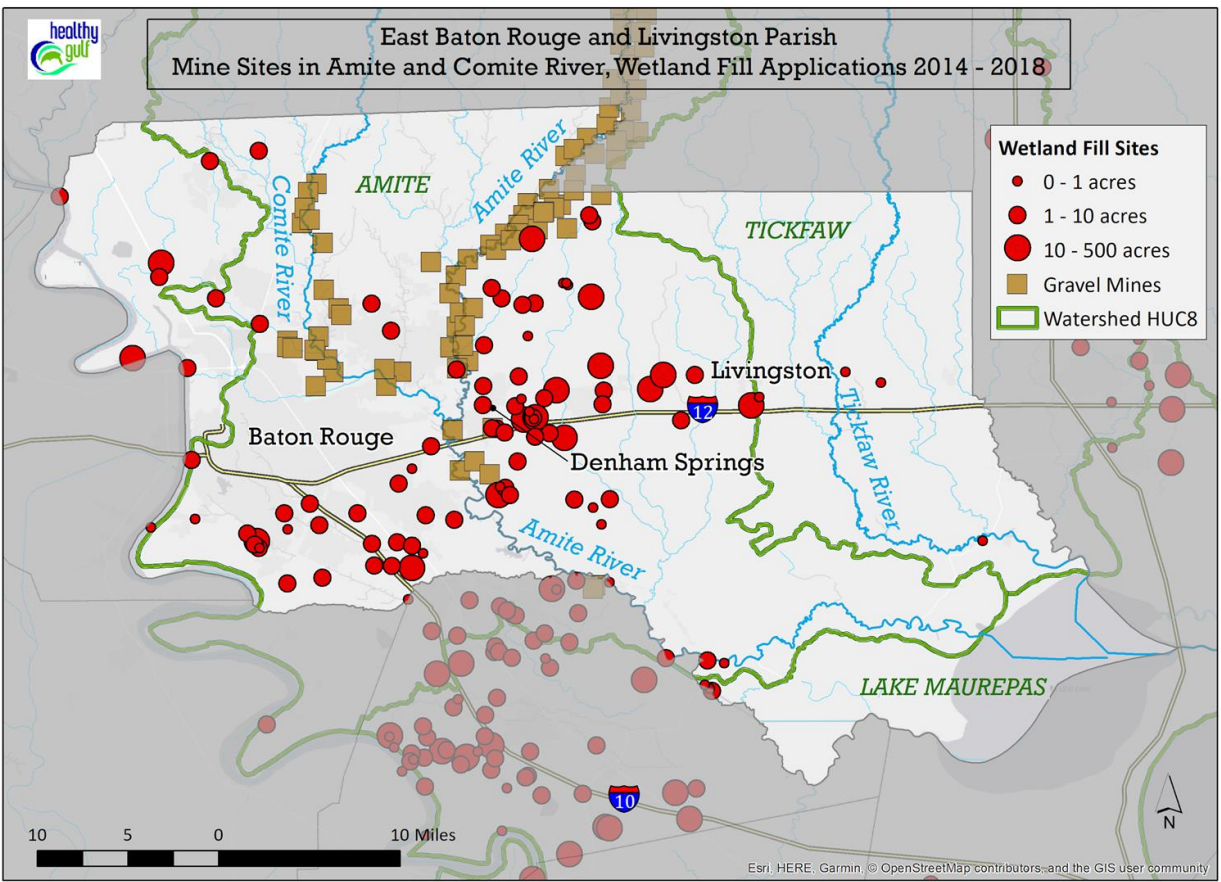 healthy
gulf
East Baton Rouge and Livingston Parish
Mine Sites in Amite and Comite River, Wetland Fill Applications 2014 - 2018
Wetland Fill Sites
0 - 1 acres
1 - 10 acres
10 - 500 acres
Gravel Mines
Watershed HUC8
Comite River
AMITE
Amite River
TICKFAW
Livingston
12
Baton Rouge
Denham Springs
Tickfaw River
Amite River
LAKE MAUREPAS
10
N
10 5 0 10 Miles
Esri, HERE, Garmin, © OpenStreetMap contributors, and the GIS user community